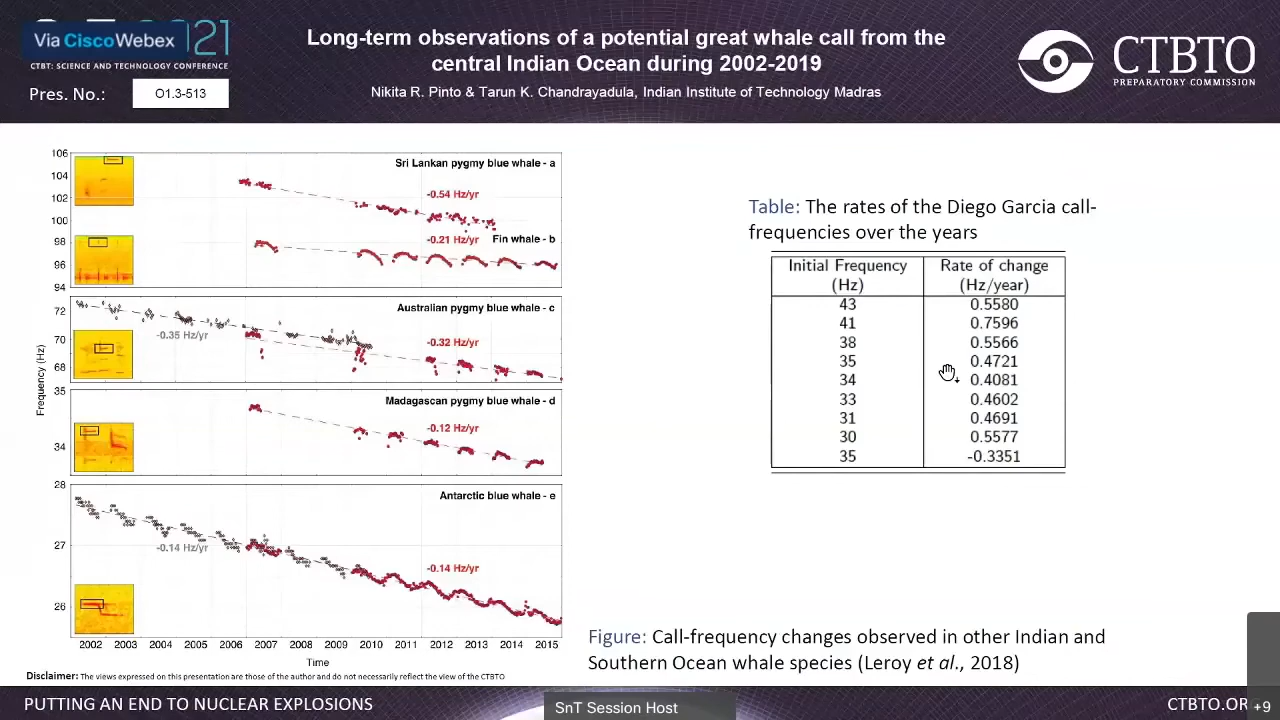 Via Cisco Webex
21
CTBT: SCIENCE AND TECHNOLOGY CONFERENCE
Pres. No.: O1.3-513
Long-term observations of a potential great whale call from the
central Indian Ocean during 2002-2019
Nikita R. Pinto & Tarun K. Chandrayadula, Indian Institute of Technology Madras
CTBTO
PREPARATORY COMMISSION
Frequency (Hz)
106
104
102
100
98
96
94
Sri Lankan pygmy blue whale - a
-0.54 Hz/yr
-0.21 Hz/yr
Fin whale - b
72
70
68
Australian pygmy blue whale - c
-0.35 Hz/yr
-0.32 Hz/yr
35
34
Madagascan pygmy blue whale - d
-0.12 Hz/yr
28
27
26
Antarctic blue whale - e
-0.14 Hz/yr
-0.14 Hz/yr
2002 2003 2004 2005 2006 2007 2009 2010 2012 2013 2014 2015
Time
Table: The rates of the Diego Garcia call-
frequencies over the years
Initial Frequency Rate of change
(Hz) (Hz/year)
43 0.5580
41 0.7596
38 0.5566
35 0.4721
34 0.4081
33 0.4602
31 0.4691
30 0.5577
35 -0.3351
Figure: Call-frequency changes observed in other Indian and
Southern Ocean whale species (Leroy et al., 2018)
Disclaimer: The views expressed on this presentation are those of the author and do not necessarily reflect the view of the CTBTO
PUTTING AN END TO NUCLEAR EXPLOSIONS
SnT Session Host
CTBTO.OR
+9